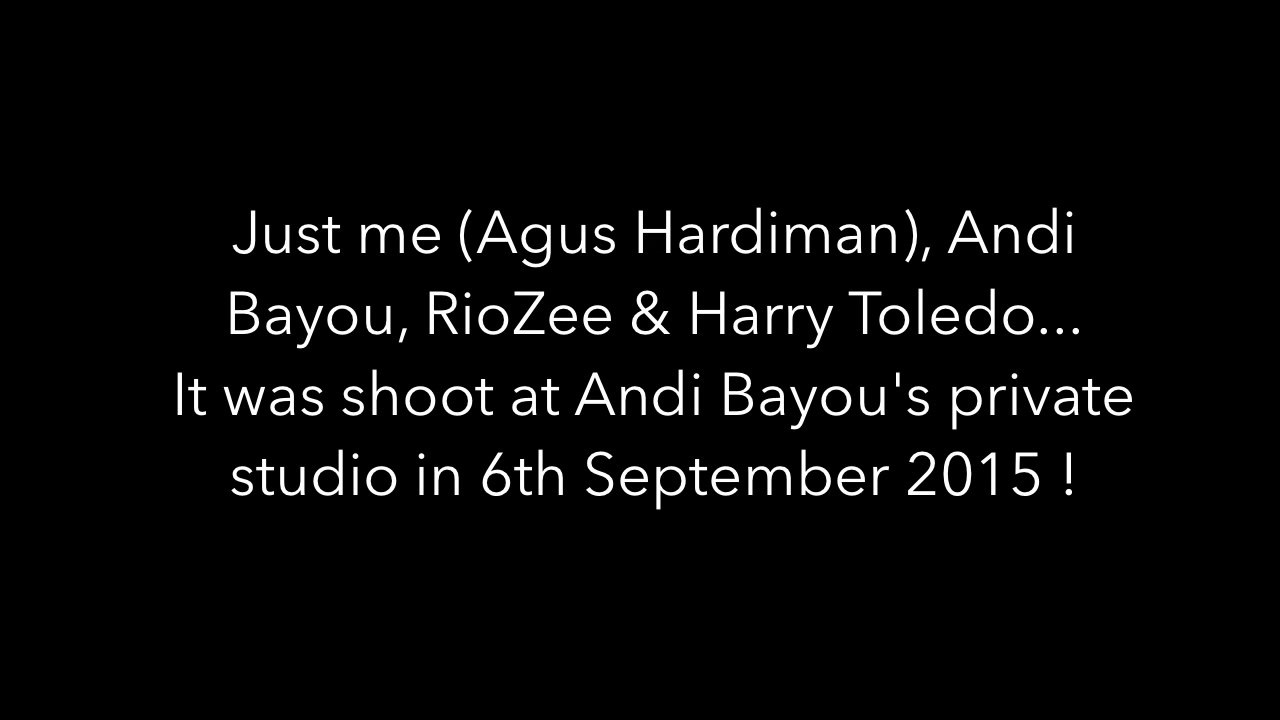 Just me (Agus Hardiman), Andi
Bayou, RioZee & Harry Toledo...
It was shoot at Andi Bayou's private
studio in 6th September 2015 !